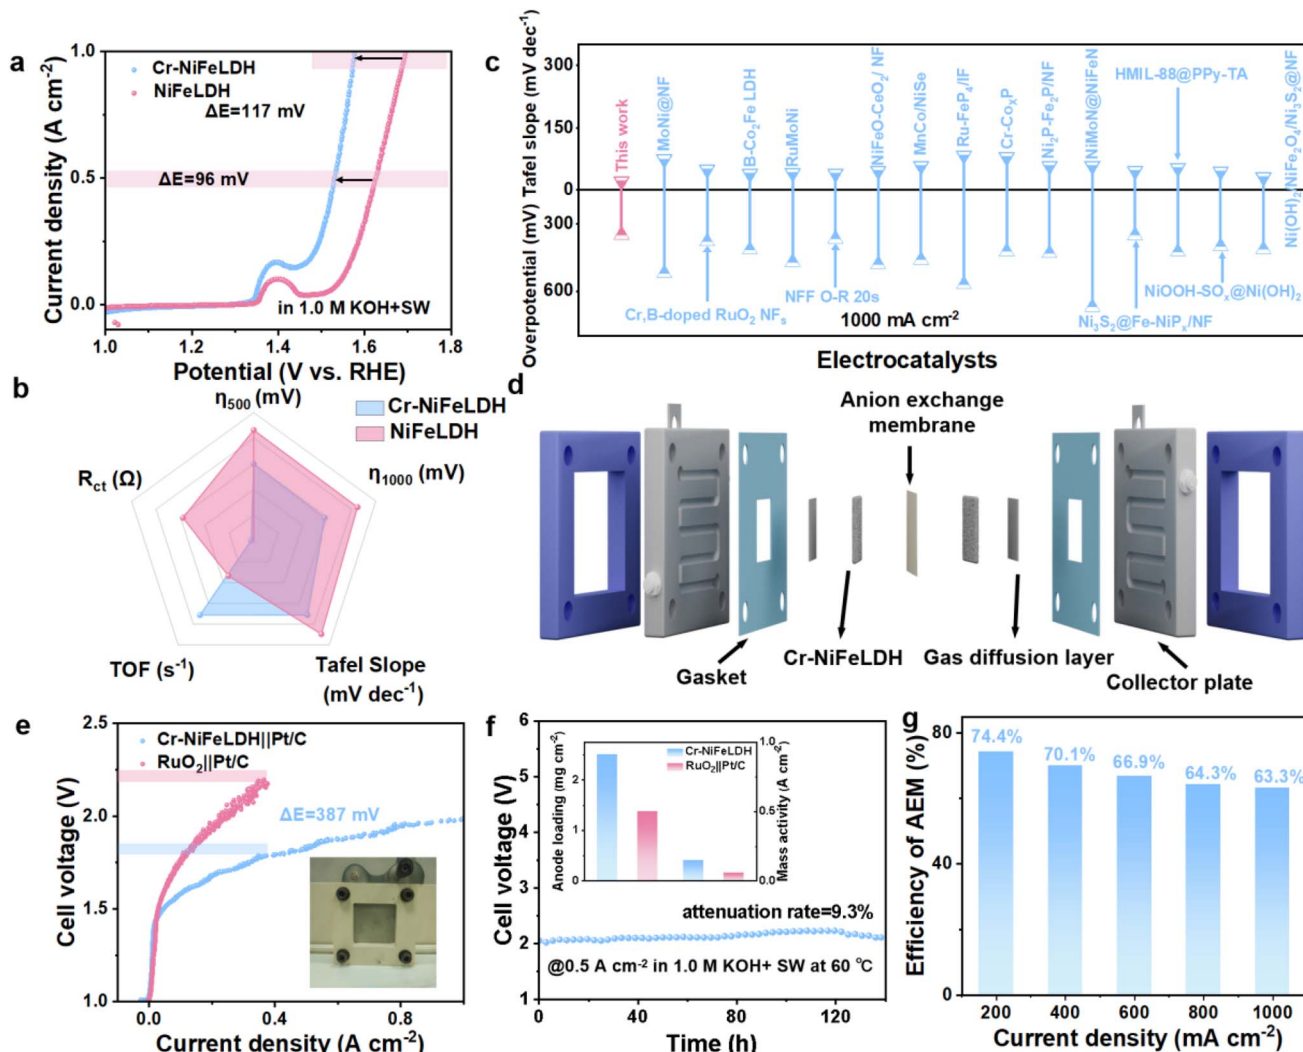 a
1.0
0.5
0.0
Current density (A cm⁻²)
Cr-NiFeLDH
NiFeLDH
ΔE=117 mV
ΔE=96 mV
in 1.0 M KOH+SW
1.0 1.2 1.4 1.6 1.8
Potential (V vs. RHE)
b
η₅₀₀ (mV)
Cr-NiFeLDH
NiFeLDH
η₁₀₀₀ (mV)
R꜀ₜ (Ω)
TOF (s⁻¹)
Tafel Slope
(mV dec⁻¹)
c
Overpotential (mV) Tafel slope (mV dec⁻¹)
300
150
0
300
600
This work
MoNi@NF
Cr,B-doped RuO₂ NFₛ
B-Co₂Fe LDH
RuMoNi
NFF O-R 20s
NiFeO-CeO₂/ NF
MnCo/NiSe
Ru-FeP₄/IF
Cr-CoₓP
Ni₂P-Fe₂P/NF
NiMoN@NiFeN
Ni₃S₂@Fe-NiPₓ/NF
HMIL-88@PPy-TA
NiOOH-SOₓ@Ni(OH)₂
Ni(OH)₂/NiFe₂O₄/Ni₃S₂@NF
1000 mA cm⁻²
Electrocatalysts
d
Anion exchange
membrane
Gasket
Cr-NiFeLDH
Gas diffusion layer
Collector plate
e
2.5
2.0
1.5
1.0
Cell voltage (V)
Cr-NiFeLDH||Pt/C
RuO₂||Pt/C
ΔE=387 mV
0.0 0.4 0.8
Current density (A cm⁻²)
f
6
5
4
3
2
1
Cell voltage (V)
Anode loading (mg cm⁻²)
2
1
0
Cr-NiFeLDH
RuO₂||Pt/C
1.0
0.5
0.0
Mass activity (A cm⁻²)
attenuation rate=9.3%
@0.5 A cm⁻² in 1.0 M KOH+ SW at 60 ℃
0 40 80 120
Time (h)
g
80
40
0
Efficiency of AEM (%)
74.4%
70.1%
66.9%
64.3%
63.3%
200 400 600 800 1000
Current density (mA cm⁻²)